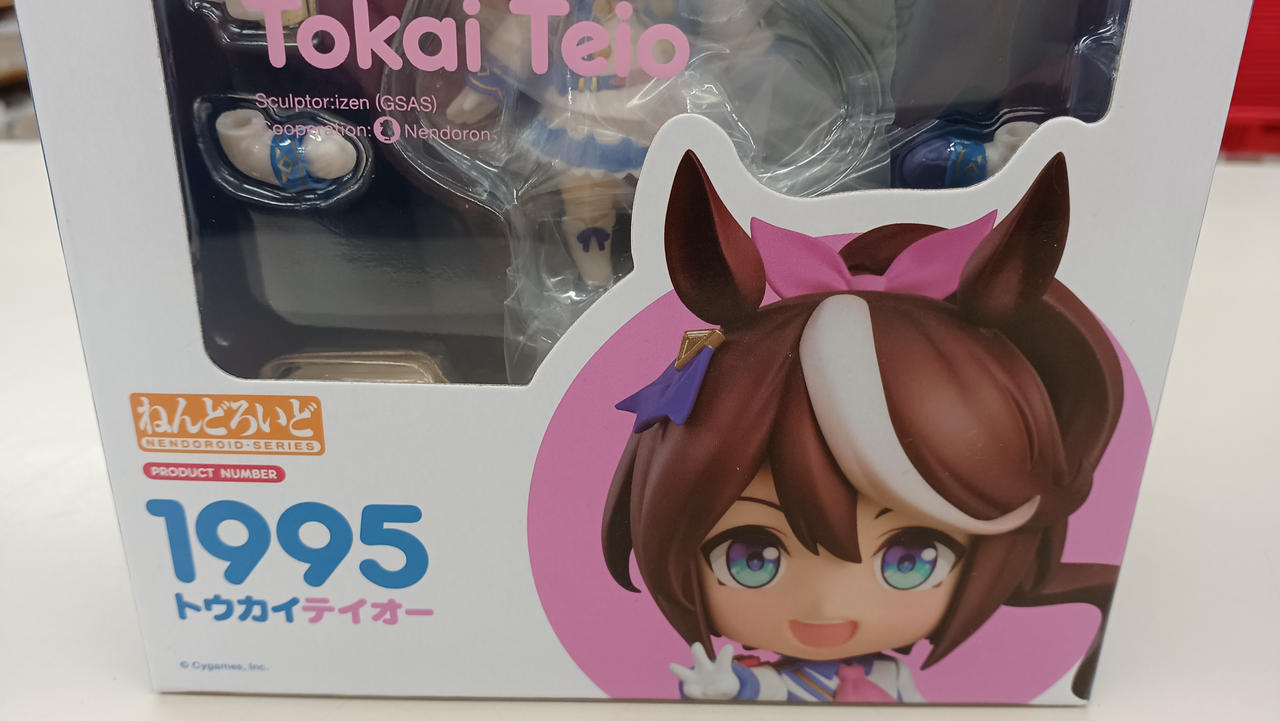 Tokai Teio
Sculptor:izen (GSAS)
Cooperation: Nendoron
ねんどろいど
NENDOROID-SERIES
PRODUCT NUMBER
1995
トウカイテイオー
© Cygames, Inc.